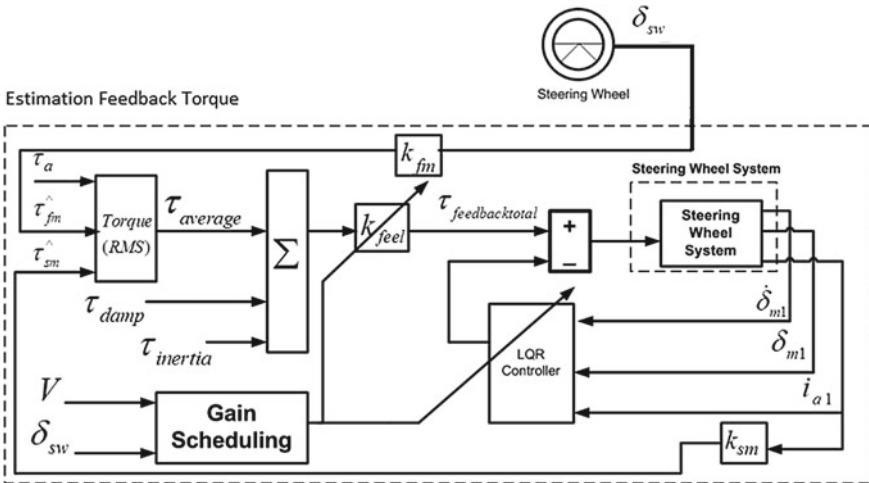 δsw
Steering Wheel
Estimation Feedback Torque
kfm
τa
τ^fm
τ^sm
Torque
(RMS)
τaverage
Σ
kfeel
τfeedbacktotal
+
–
Steering Wheel System
Steering
Wheel
System
τdamp
τinertia
V
δsw
Gain
Scheduling
LQR
Controller
δ̇m1
δm1
ia1
ksm